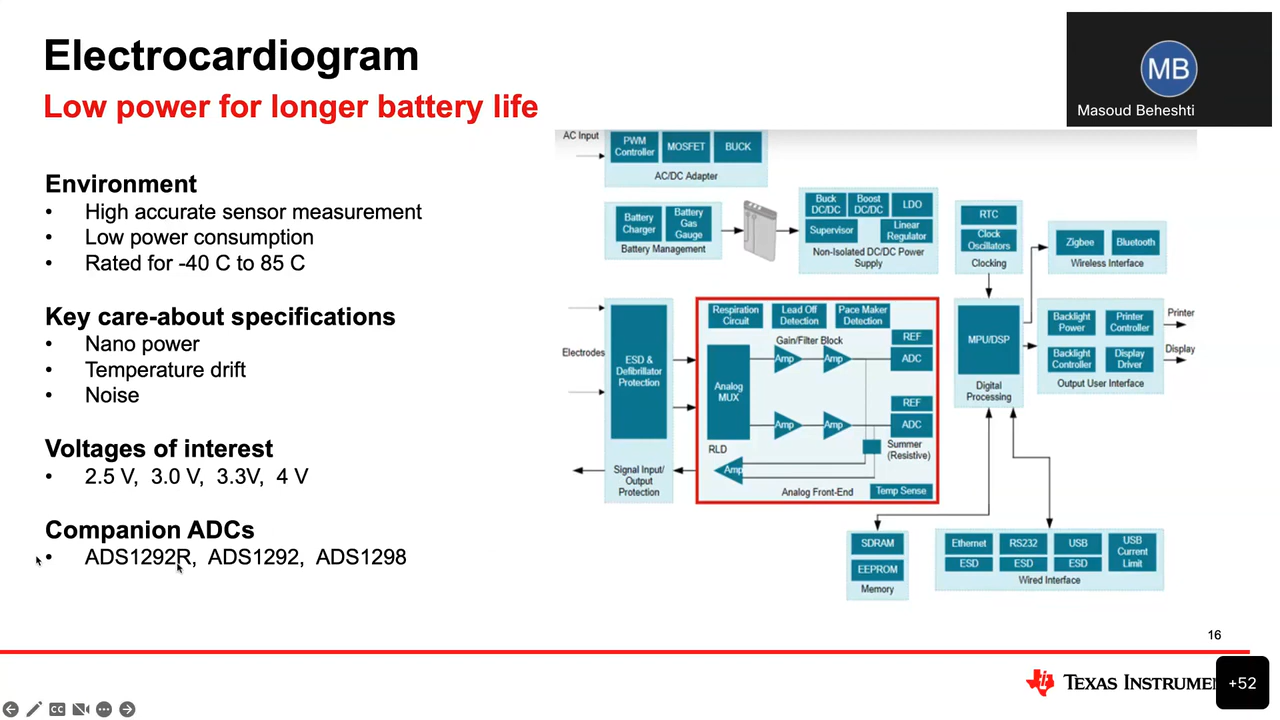 Electrocardiogram
Low power for longer battery life
MB
Masoud Beheshti
Environment
• High accurate sensor measurement
• Low power consumption
• Rated for -40 C to 85 C
Key care-about specifications
• Nano power
• Temperature drift
• Noise
Voltages of interest
• 2.5 V, 3.0 V, 3.3V, 4 V
Companion ADCs
• ADS1292R, ADS1292, ADS1298
AC Input
PWM
Controller
MOSFET
BUCK
AC/DC Adapter
Battery
Charger
Battery
Gas
Gauge
Battery Management
Buck
DC/DC
Boost
DC/DC
LDO
Supervisor
Linear
Regulator
Non-Isolated DC/DC Power
Supply
RTC
Clock
Oscillators
Clocking
Zigbee
Bluetooth
Wireless Interface
Electrodes
ESD &
Defibrillator
Protection
Signal Input/
Output
Protection
Respiration
Circuit
Lead Off
Detection
Pace Maker
Detection
Gain/Filter Block
REF
Analog
MUX
Amp
Amp
ADC
REF
Amp
Amp
ADC
RLD
Amp
Summer
(Resistive)
Analog Front-End
Temp Sense
MPU/DSP
Digital
Processing
Backlight
Power
Printer
Controller
Backlight
Controller
Display
Driver
Output User Interface
Printer
Display
SDRAM
EEPROM
Memory
Ethernet
RS232
USB
USB
Current
Limit
ESD
ESD
ESD
Wired Interface
16
TEXAS INSTRUME
+52
CC